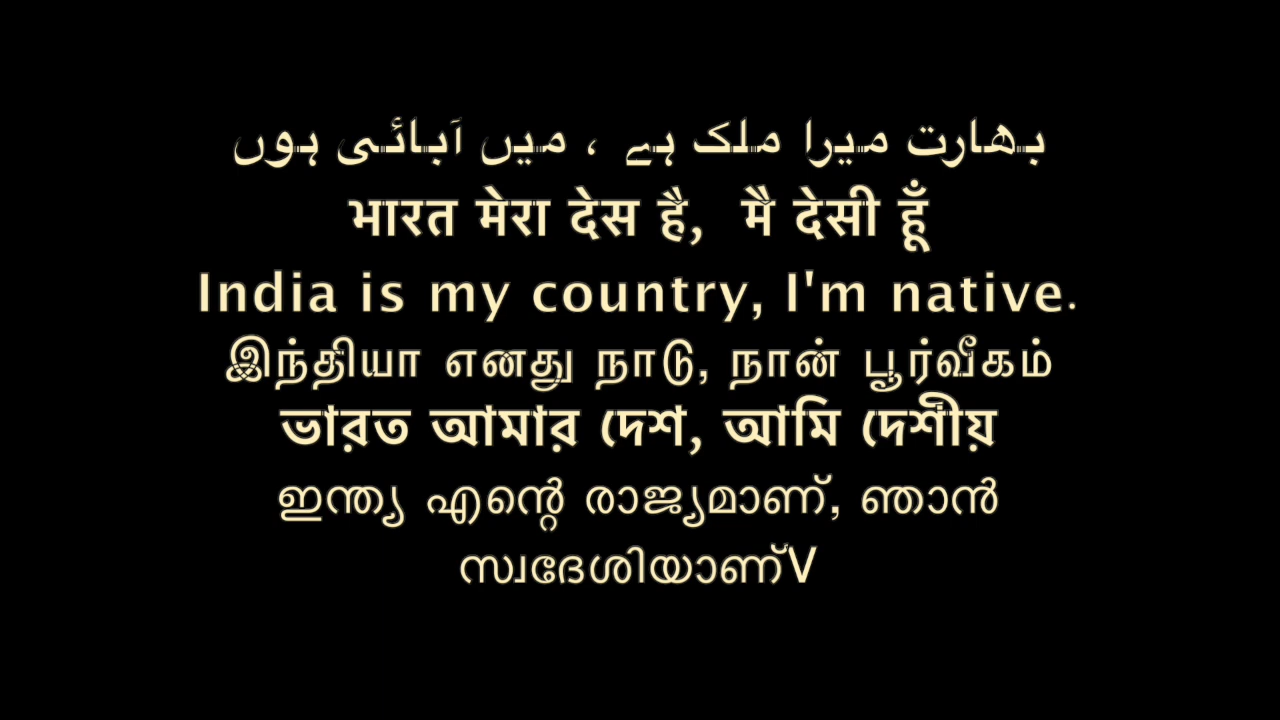 بھارت میرا ملک ہے ، میں آبائی ہوں
भारत मेरा देस है, मै देसी हूँ
India is my country, I'm native.
இந்தியா எனது நாடு, நான் பூர்வீகம்
ভারত আমার দেশ, আমি দেশীয়
ഇന്ത്യ എന്റെ രാജ്യമാണ്, ഞാൻ
സ്വദേശിയാണ്V